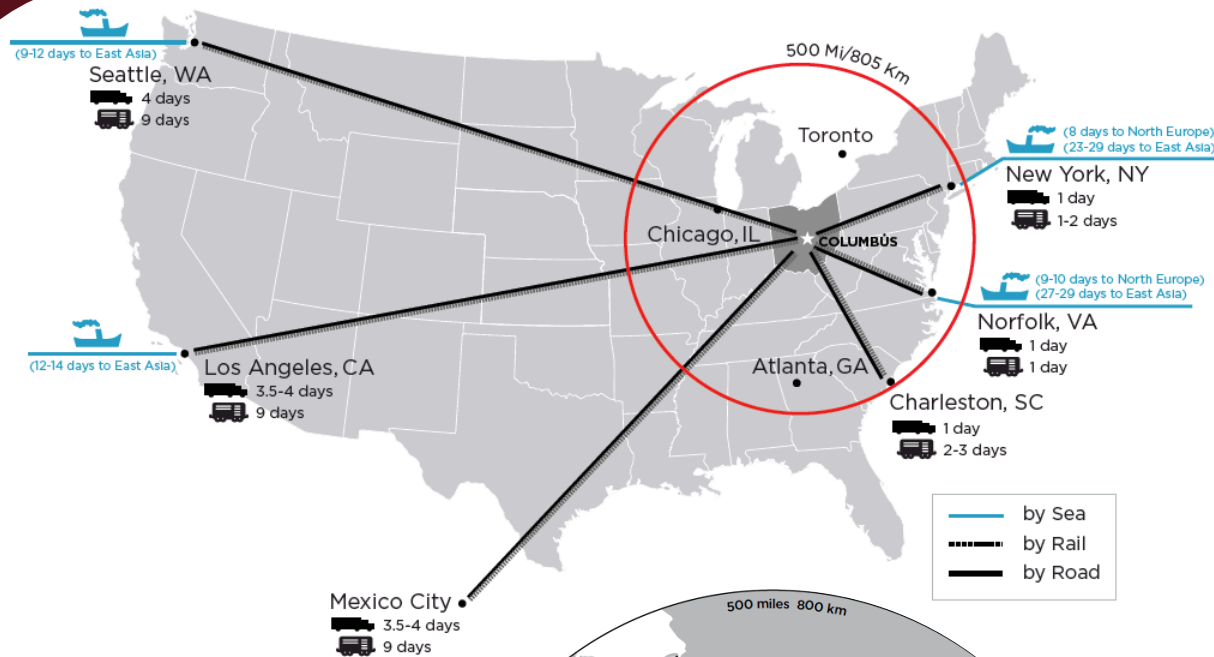 (9-12 days to East Asia)
Seattle, WA
4 days
9 days
500 Mi/805 Km
Toronto
(8 days to North Europe)
(23-29 days to East Asia)
New York, NY
1 day
1-2 days
Chicago, IL
COLUMBUS
(9-10 days to North Europe)
(27-29 days to East Asia)
Norfolk, VA
1 day
1 day
(12-14 days to East Asia)
Los Angeles, CA
3.5-4 days
9 days
Atlanta, GA
Charleston, SC
1 day
2-3 days
by Sea
by Rail
by Road
Mexico City
3.5-4 days
9 days
500 miles 800 km